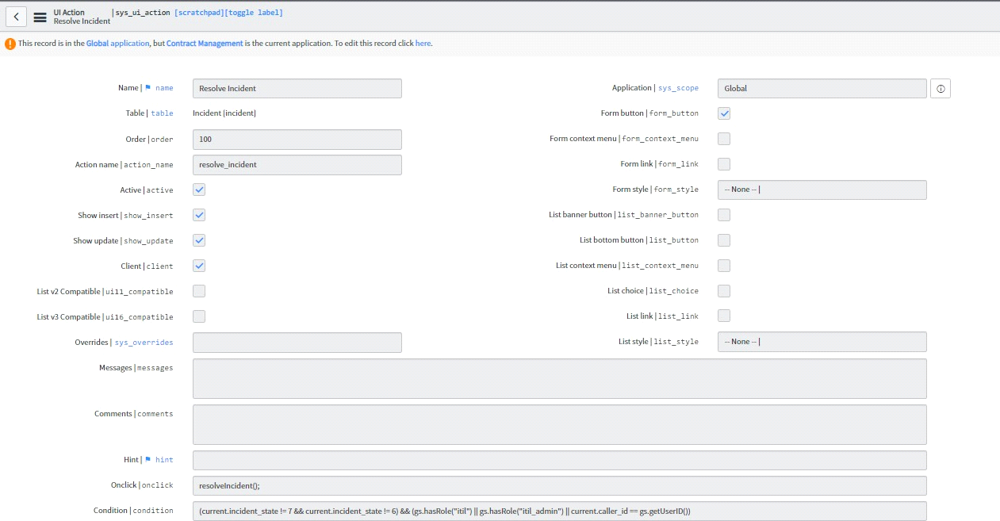 UI Action |sys_ui_action [scratchpad][toggle label]
Resolve Incident
This record is in the Global application, but Contract Management is the current application. To edit this record click here.
Name | name Resolve Incident
Application | sys_scope Global
Table | table Incident [incident]
Form button | form_button
Order | order 100
Form context menu | form_context_menu
Action name | action_name resolve_incident
Form link | form_link
Active | active
Form style | form_style -- None -- |
Show insert | show_insert
List banner button | list_banner_button
Show update | show_update
List bottom button | list_button
Client | client
List context menu | list_context_menu
List v2 Compatible | ui11_compatible
List choice | list_choice
List v3 Compatible | ui16_compatible
List link | list_link
Overrides | sys_overrides
List style | list_style -- None -- |
Messages | messages
Comments | comments
Hint | hint
Onclick | onclick resolveIncident();
Condition | condition (current.incident_state != 7 && current.incident_state != 6) && (gs.hasRole("itil") || gs.hasRole("itil_admin") || current.caller_id == gs.getUserID())